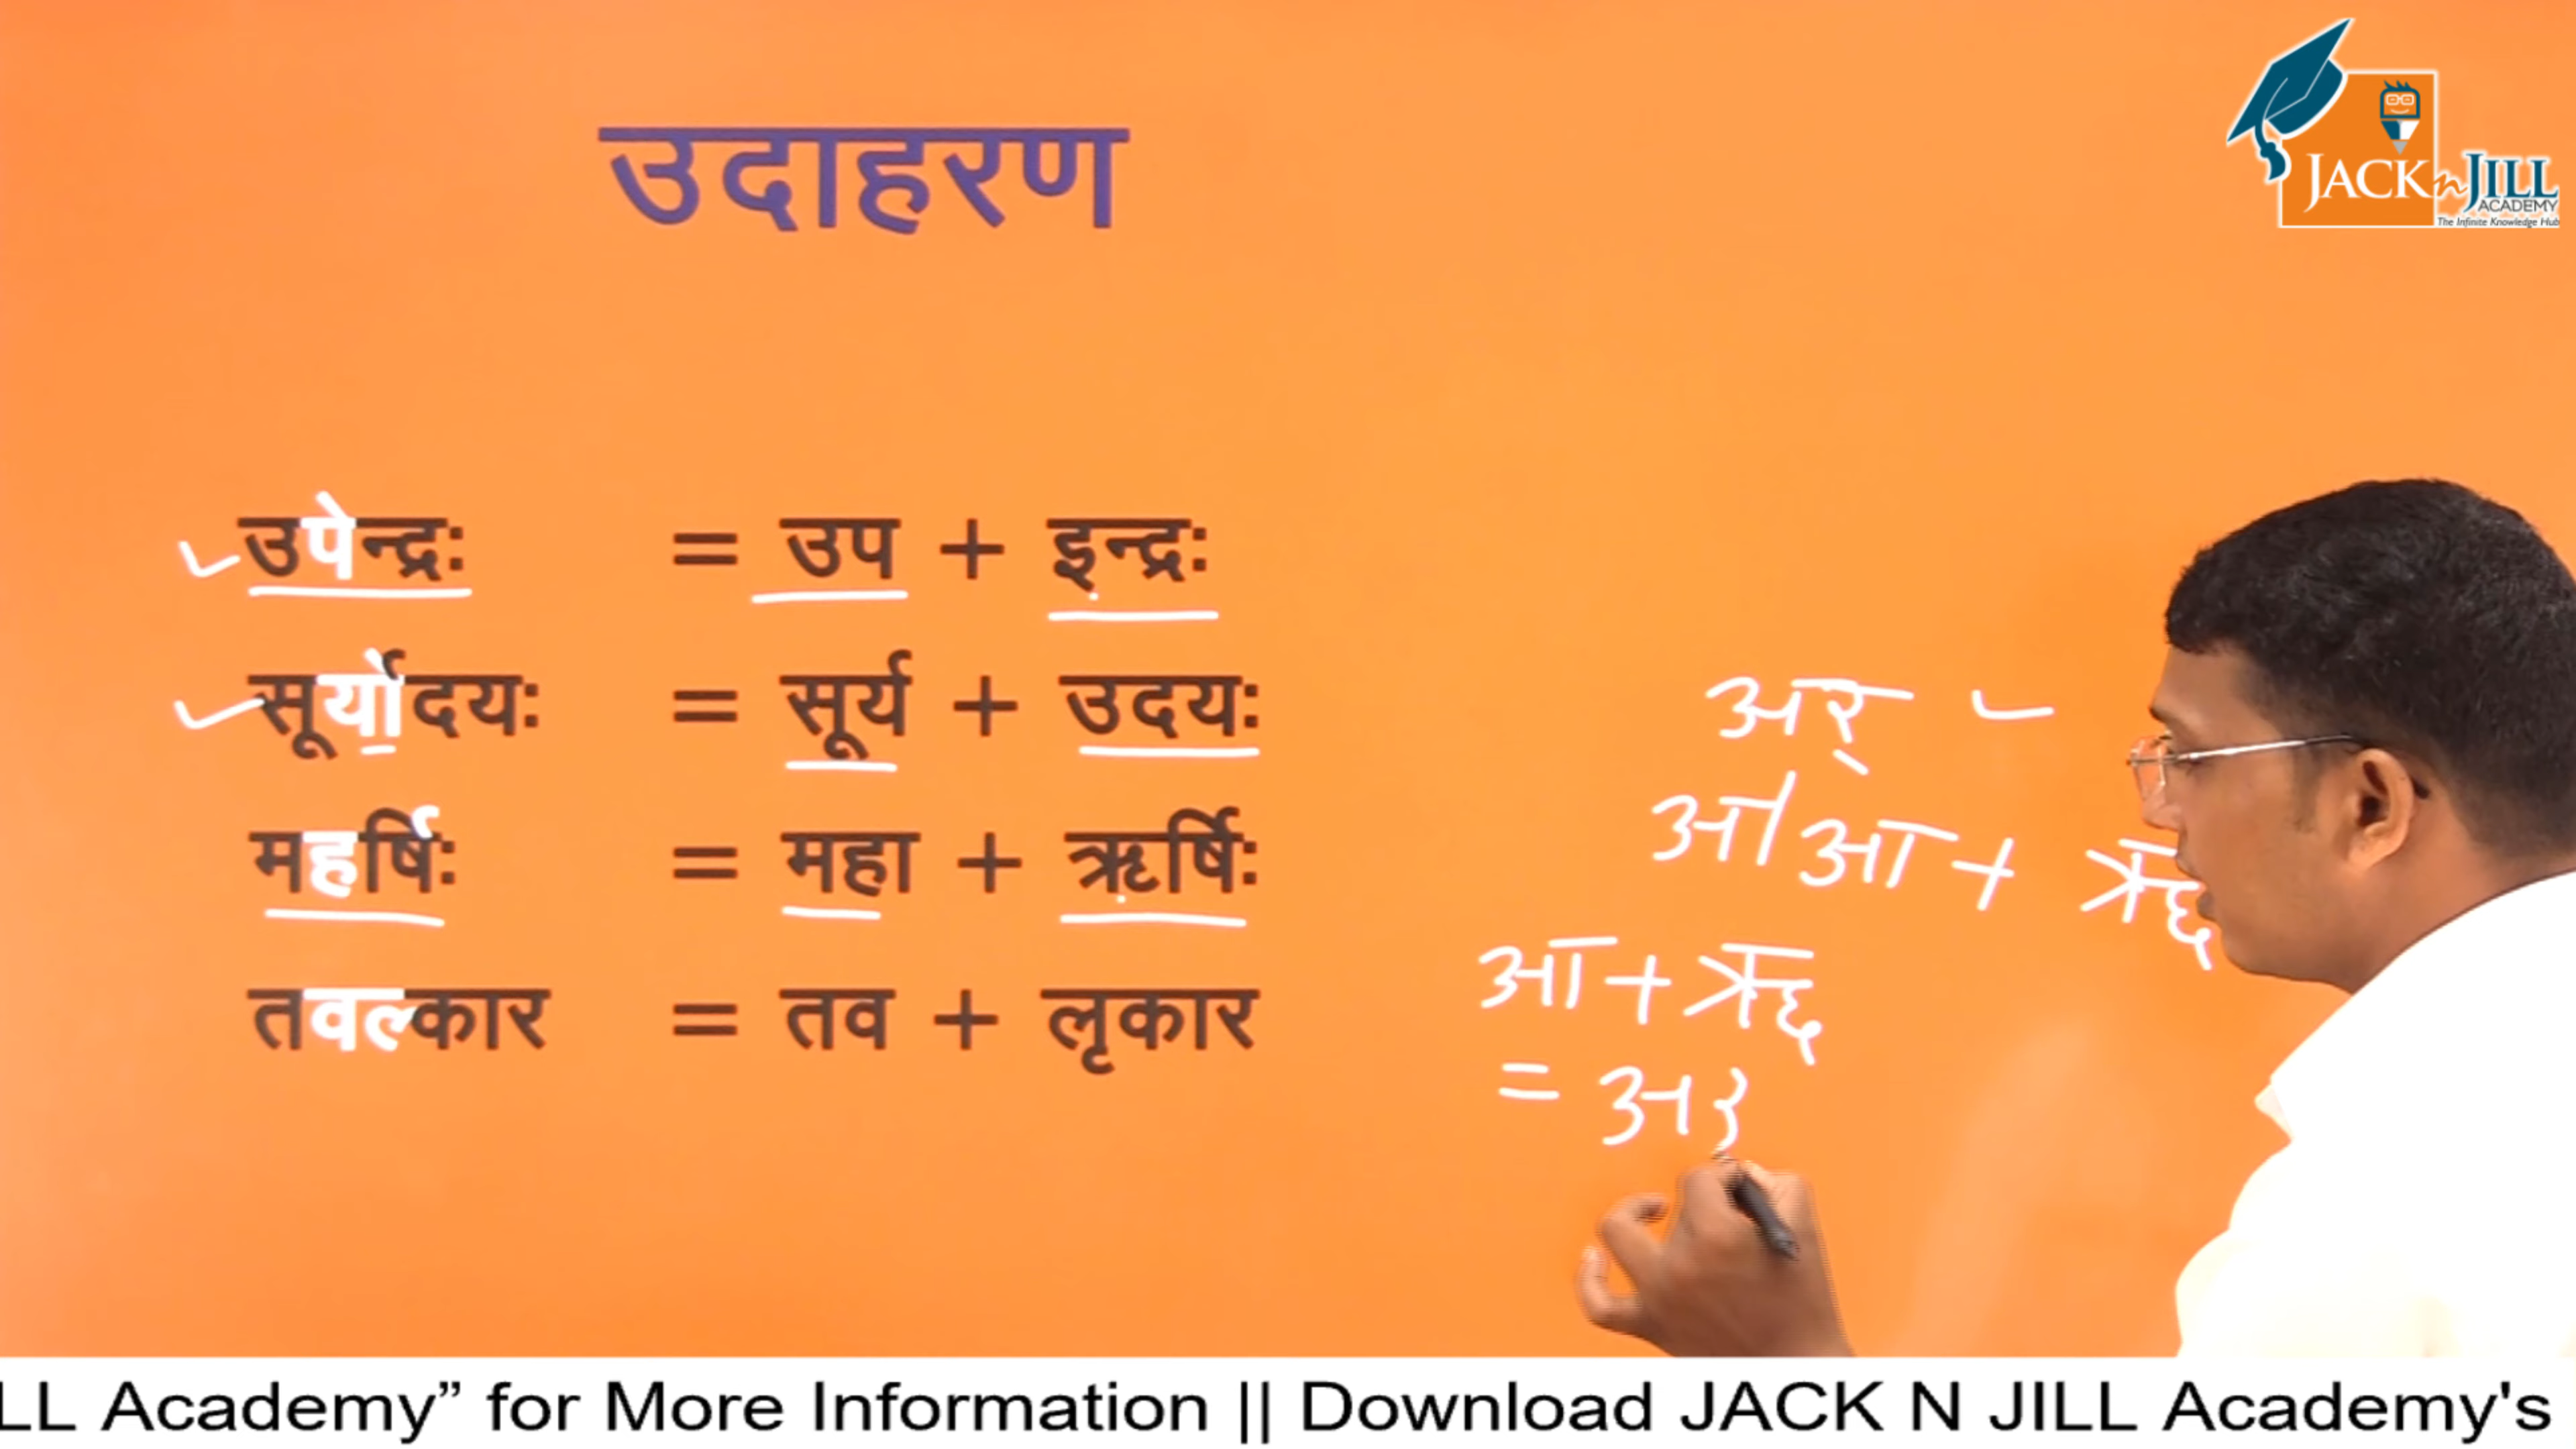 उदाहरण
JACK n JILL
ACADEMY
The Infinite Knowledge Hub
उपेन्द्रः = उप + इन्द्रः
सूर्योदयः = सूर्य + उदयः
महर्षिः = महा + ऋर्षिः
तवल्कार = तव + लृकार
अर्
अ/आ + ऋ
आ + ऋ
= अर
LL Academy” for More Information || Download JACK N JILL Academy's